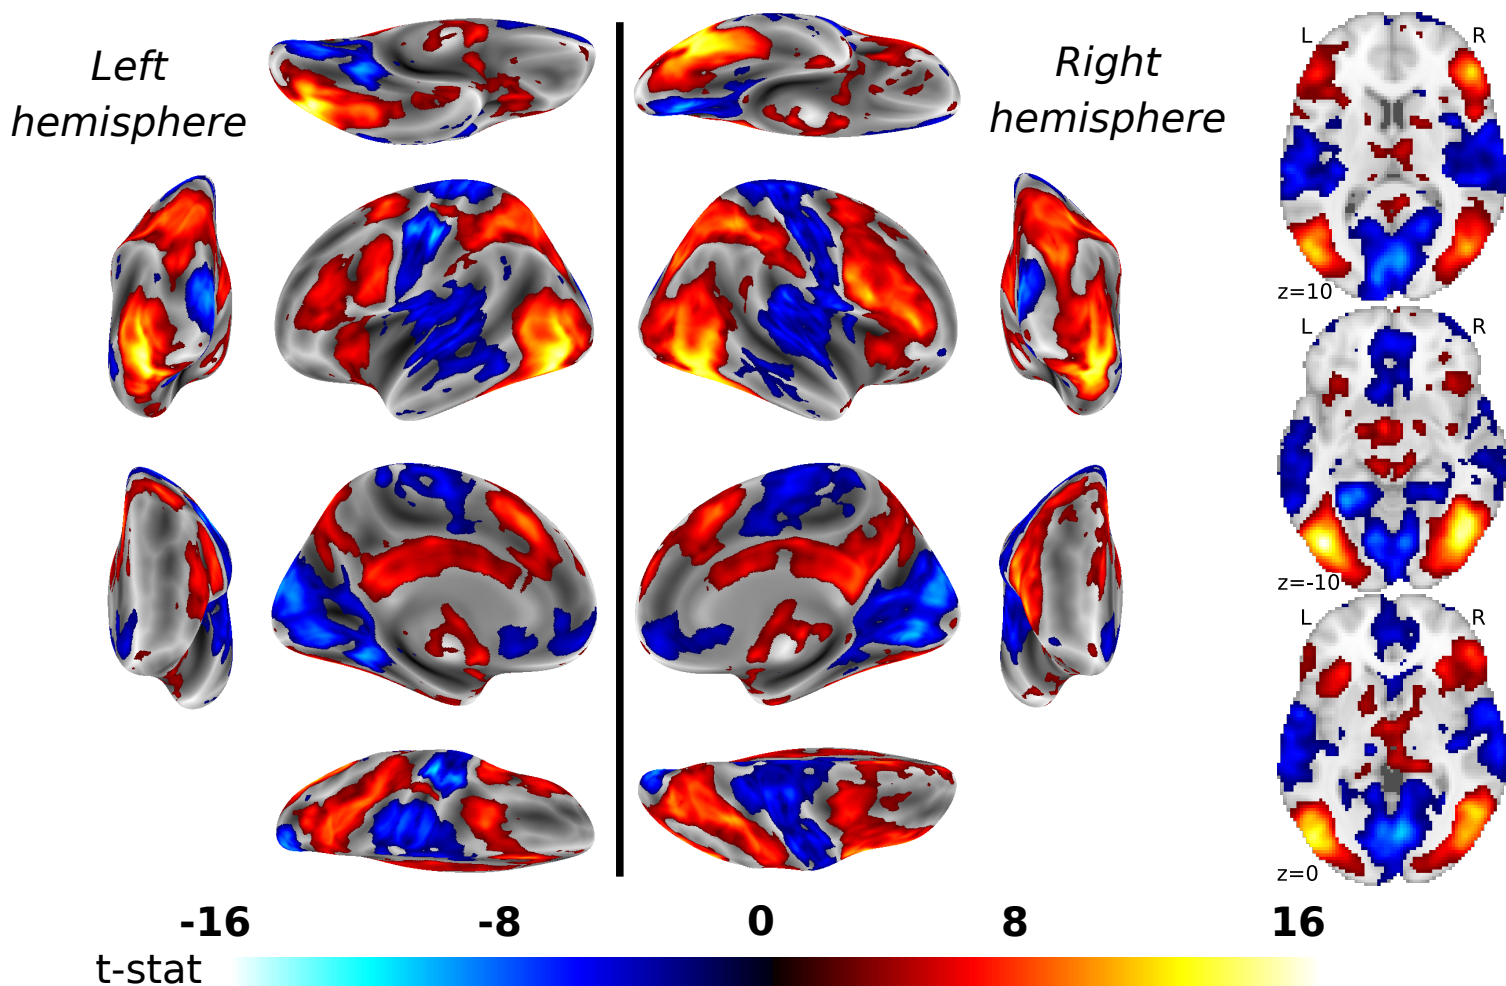 Left
hemisphere
Right
hemisphere
L R
z=10
L R
z=-10
L R
z=0
-16 -8 0 8 16
t-stat